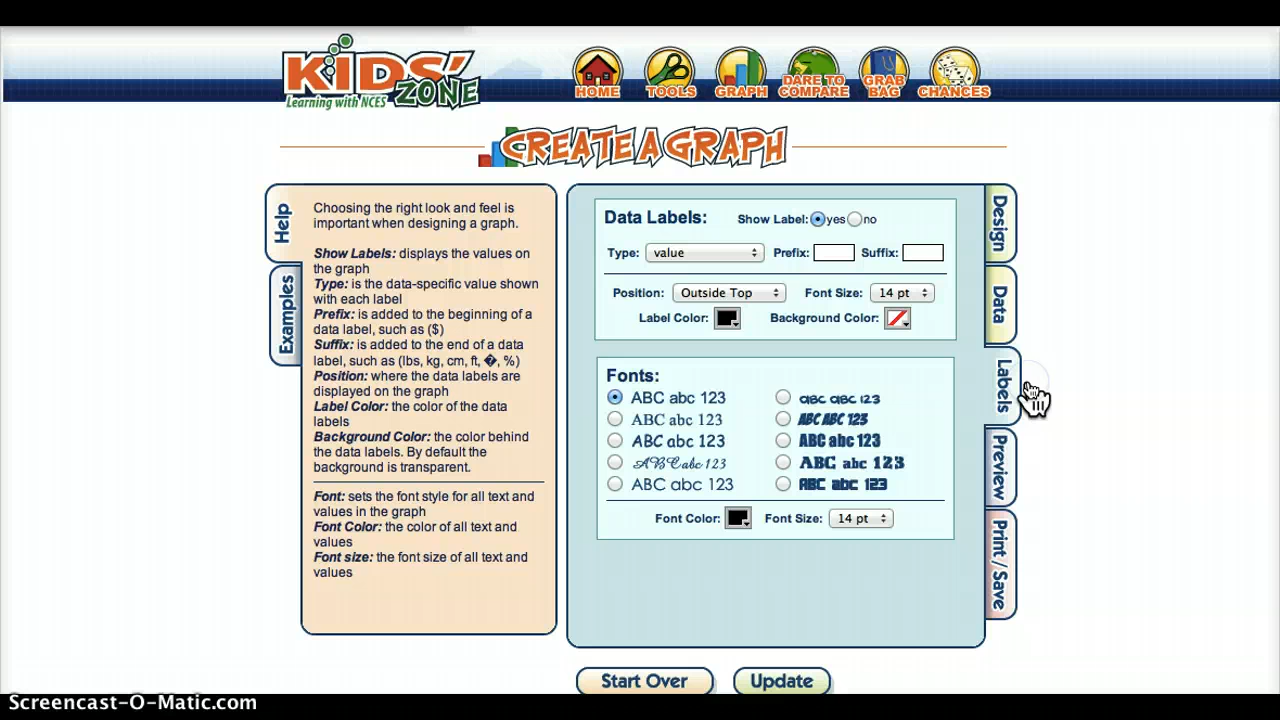 KIDS' ZONE
Learning with NCES
HOME
TOOLS
GRAPH
DARE TO COMPARE
GRAB BAG
CHANCES
CREATE A GRAPH
Help
Examples
Choosing the right look and feel is
important when designing a graph.
Show Labels: displays the values on
the graph
Type: is the data-specific value shown
with each label
Prefix: is added to the beginning of a
data label, such as ($)
Suffix: is added to the end of a data
label, such as (lbs, kg, cm, ft, �, %)
Position: where the data labels are
displayed on the graph
Label Color: the color of the data
labels
Background Color: the color behind
the data labels. By default the
background is transparent.
Font: sets the font style for all text and
values in the graph
Font Color: the color of all text and
values
Font size: the font size of all text and
values
Data Labels: Show Label: yes no
Type: value Prefix: Suffix:
Position: Outside Top Font Size: 14 pt
Label Color: Background Color:
Fonts:
ABC abc 123 ABC ABC 123
ABC abc 123 ABC ABC 123
ABC abc 123 ABC abc 123
ABC abc 123 ABC abc 123
ABC abc 123 ABC abc 123
Font Color: Font Size: 14 pt
Design
Data
Labels
Preview
Print / Save
Start Over Update
Screencast-O-Matic.com